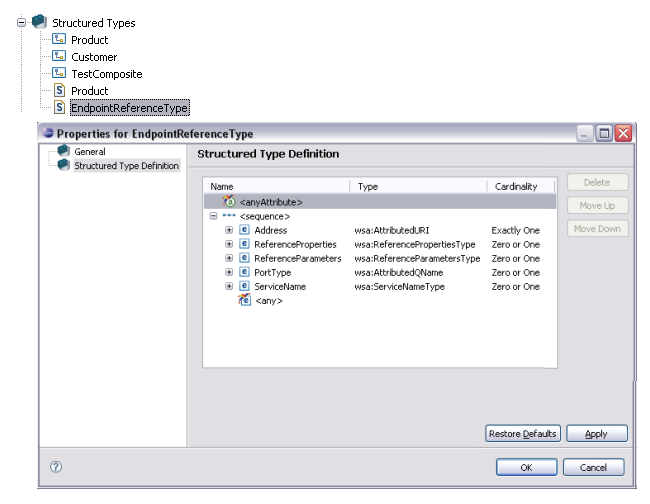 Structured Types
Product
Customer
TestComposite
S Product
S EndpointReferenceType
Properties for EndpointReferenceType
General
Structured Type Definition
Structured Type Definition
Name Type Cardinality
a <anyAttribute>
<sequence>
e Address wsa:AttributedURI Exactly One
e ReferenceProperties wsa:ReferencePropertiesType Zero or One
e ReferenceParameters wsa:ReferenceParametersType Zero or One
e PortType wsa:AttributedQName Zero or One
e ServiceName wsa:ServiceNameType Zero or One
e <any>
Delete
Move Up
Move Down
Restore Defaults Apply
? OK Cancel